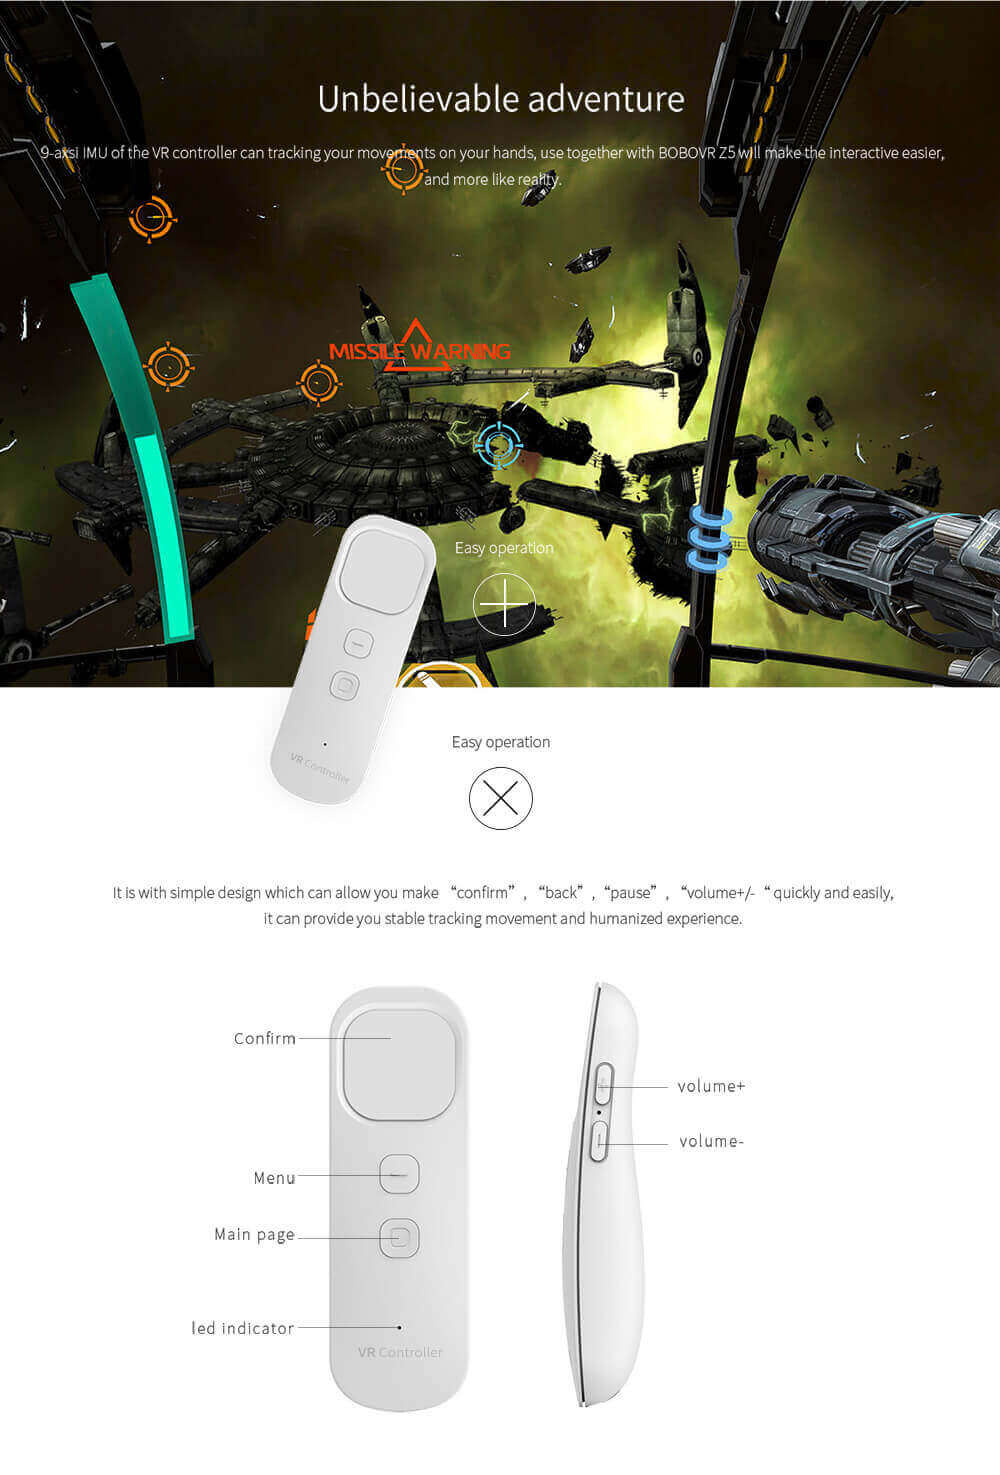 Unbelievable adventure
9-axsi IMU of the VR controller can tracking your movements on your hands, use together with BOBOVR Z5 will make the interactive easier,
and more like reality.
MISSILE WARNING
Easy operation
VR Controller
Easy operation
It is with simple design which can allow you make “confirm”, “back”, “pause”, “volume+/- “ quickly and easily,
it can provide you stable tracking movement and humanized experience.
Confirm
volume+
volume-
Menu
Main page
led indicator
VR Controller